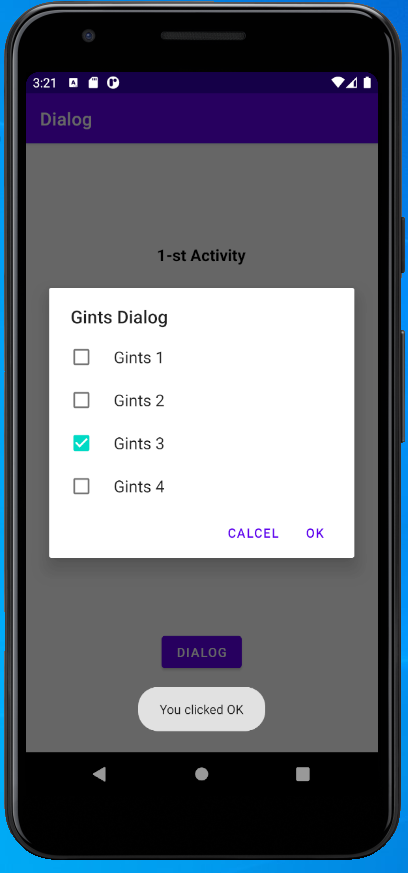 3:21
Dialog
1-st Activity
Gints Dialog
Gints 1
Gints 2
Gints 3
Gints 4
CALCEL OK
DIALOG
You clicked OK